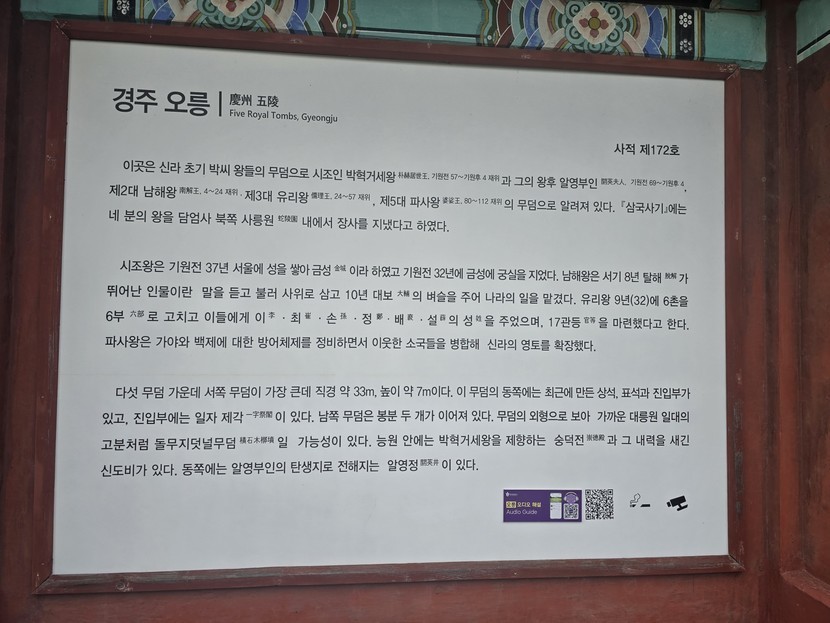 경주 오릉 | 慶州 五陵
Five Royal Tombs, Gyeongju
사적 제172호
이곳은 신라 초기 박씨 왕들의 무덤으로 시조인 박혁거세왕 朴赫居世王, 기원전 57~기원후 4 재위 과 그의 왕후 알영부인 閼英夫人, 기원전 69~기원후 4,
제2대 남해왕 南解王, 4~24 재위 · 제3대 유리왕 儒理王, 24~57 재위 , 제5대 파사왕 婆娑王, 80~112 재위 의 무덤으로 알려져 있다. 『삼국사기』에는
네 분의 왕을 담엄사 북쪽 사릉원 蛇陵園 내에서 장사를 지냈다고 하였다.
시조왕은 기원전 37년 서울에 성을 쌓아 금성 金城 이라 하였고 기원전 32년에 금성에 궁실을 지었다. 남해왕은 서기 8년 탈해 脫解 가
뛰어난 인물이란 말을 듣고 불러 사위로 삼고 10년 대보 大輔 의 벼슬을 주어 나라의 일을 맡겼다. 유리왕 9년(32)에 6촌을
6부 六部 로 고치고 이들에게 이 李 · 최 崔 · 손 孫 · 정 鄭 · 배 裵 · 설 薛 의 성 姓 을 주었으며, 17관등 官等 을 마련했다고 한다.
파사왕은 가야와 백제에 대한 방어체제를 정비하면서 이웃한 소국들을 병합해 신라의 영토를 확장했다.
다섯 무덤 가운데 서쪽 무덤이 가장 큰데 직경 약 33m, 높이 약 7m이다. 이 무덤의 동쪽에는 최근에 만든 상석, 표석과 진입부가
있고, 진입부에는 일자 제각 一字祭閣 이 있다. 남쪽 무덤은 봉분 두 개가 이어져 있다. 무덤의 외형으로 보아 가까운 대릉원 일대의
고분처럼 돌무지덧널무덤 積石木槨墳 일 가능성이 있다. 능원 안에는 박혁거세왕을 제향하는 숭덕전 崇德殿 과 그 내력을 새긴
신도비가 있다. 동쪽에는 알영부인의 탄생지로 전해지는 알영정 閼英井 이 있다.
오릉 오디오 해설
Audio Guide